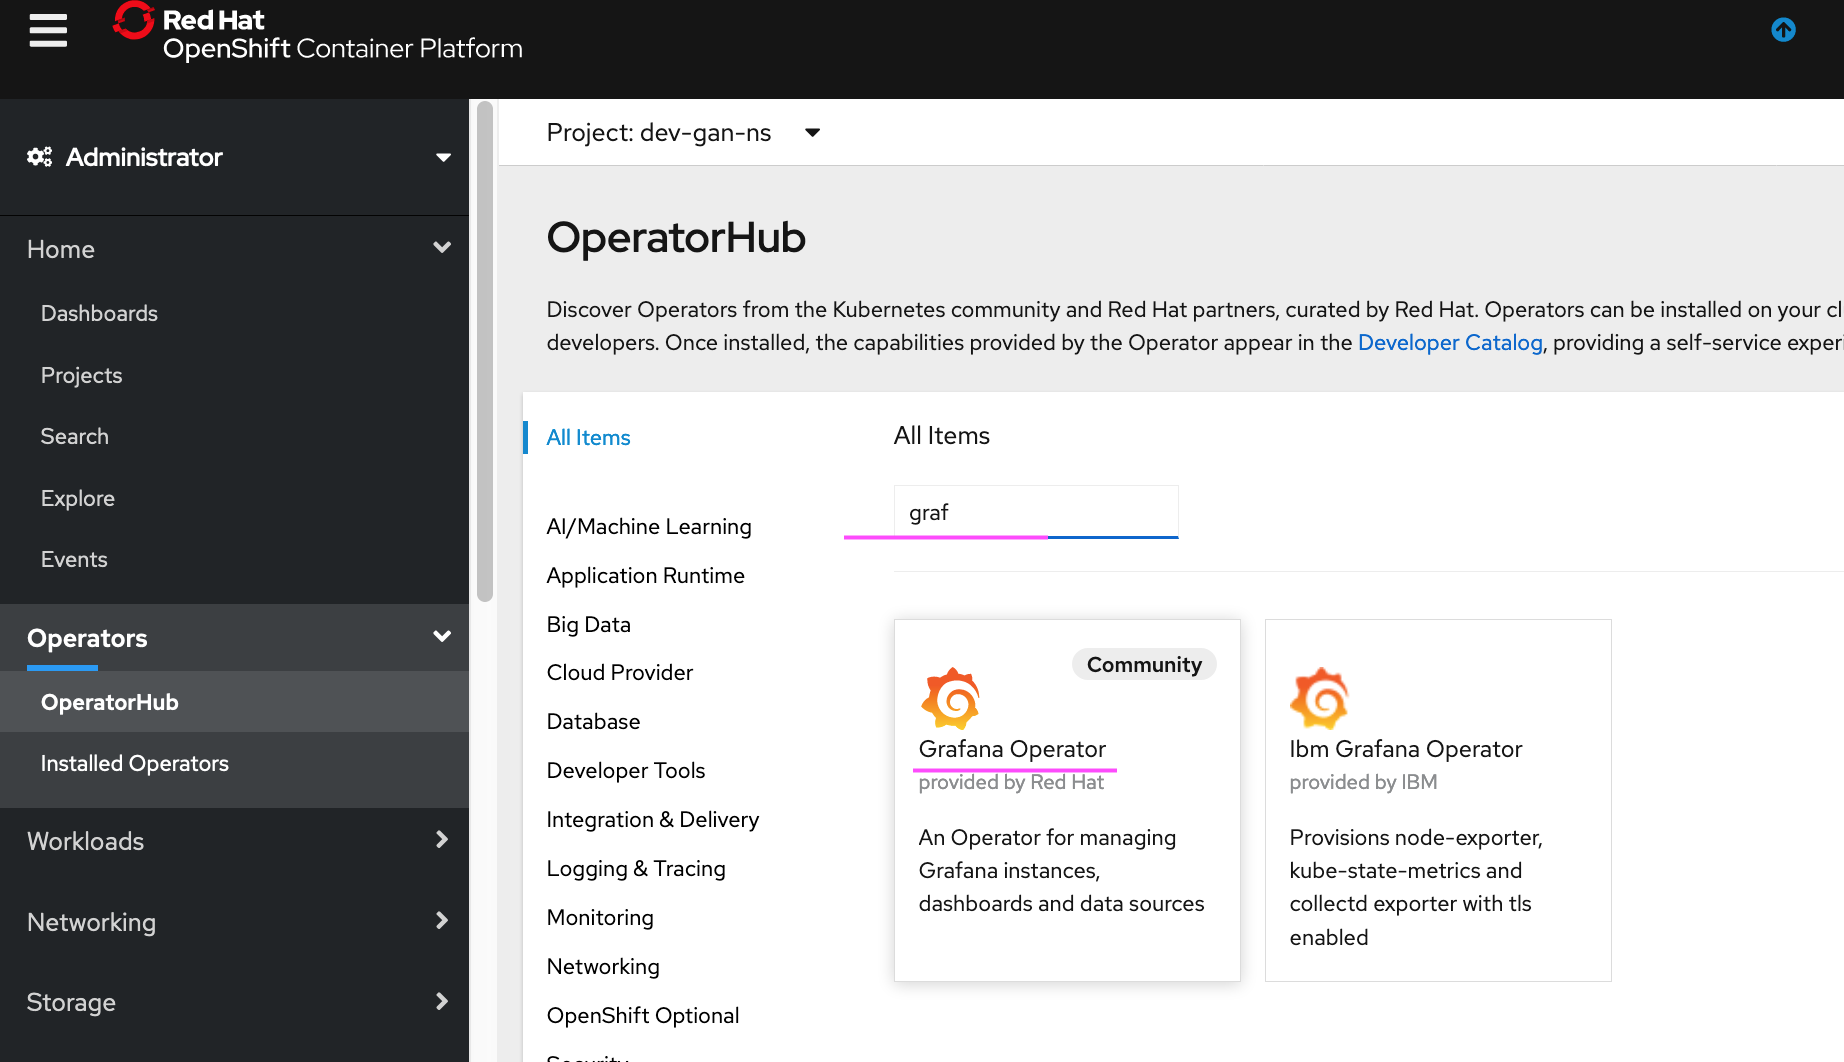 Red Hat
OpenShift Container Platform
Administrator
Home
Dashboards
Projects
Search
Explore
Events
Operators
OperatorHub
Installed Operators
Workloads
Networking
Storage
Project: dev-gan-ns
OperatorHub
Discover Operators from the Kubernetes community and Red Hat partners, curated by Red Hat. Operators can be installed on your cl
developers. Once installed, the capabilities provided by the Operator appear in the Developer Catalog, providing a self-service experi
All Items
AI/Machine Learning
Application Runtime
Big Data
Cloud Provider
Database
Developer Tools
Integration & Delivery
Logging & Tracing
Monitoring
Networking
OpenShift Optional
Security
All Items
graf
Community
Grafana Operator
provided by Red Hat
An Operator for managing
Grafana instances,
dashboards and data sources
Ibm Grafana Operator
provided by IBM
Provisions node-exporter,
kube-state-metrics and
collectd exporter with tls
enabled